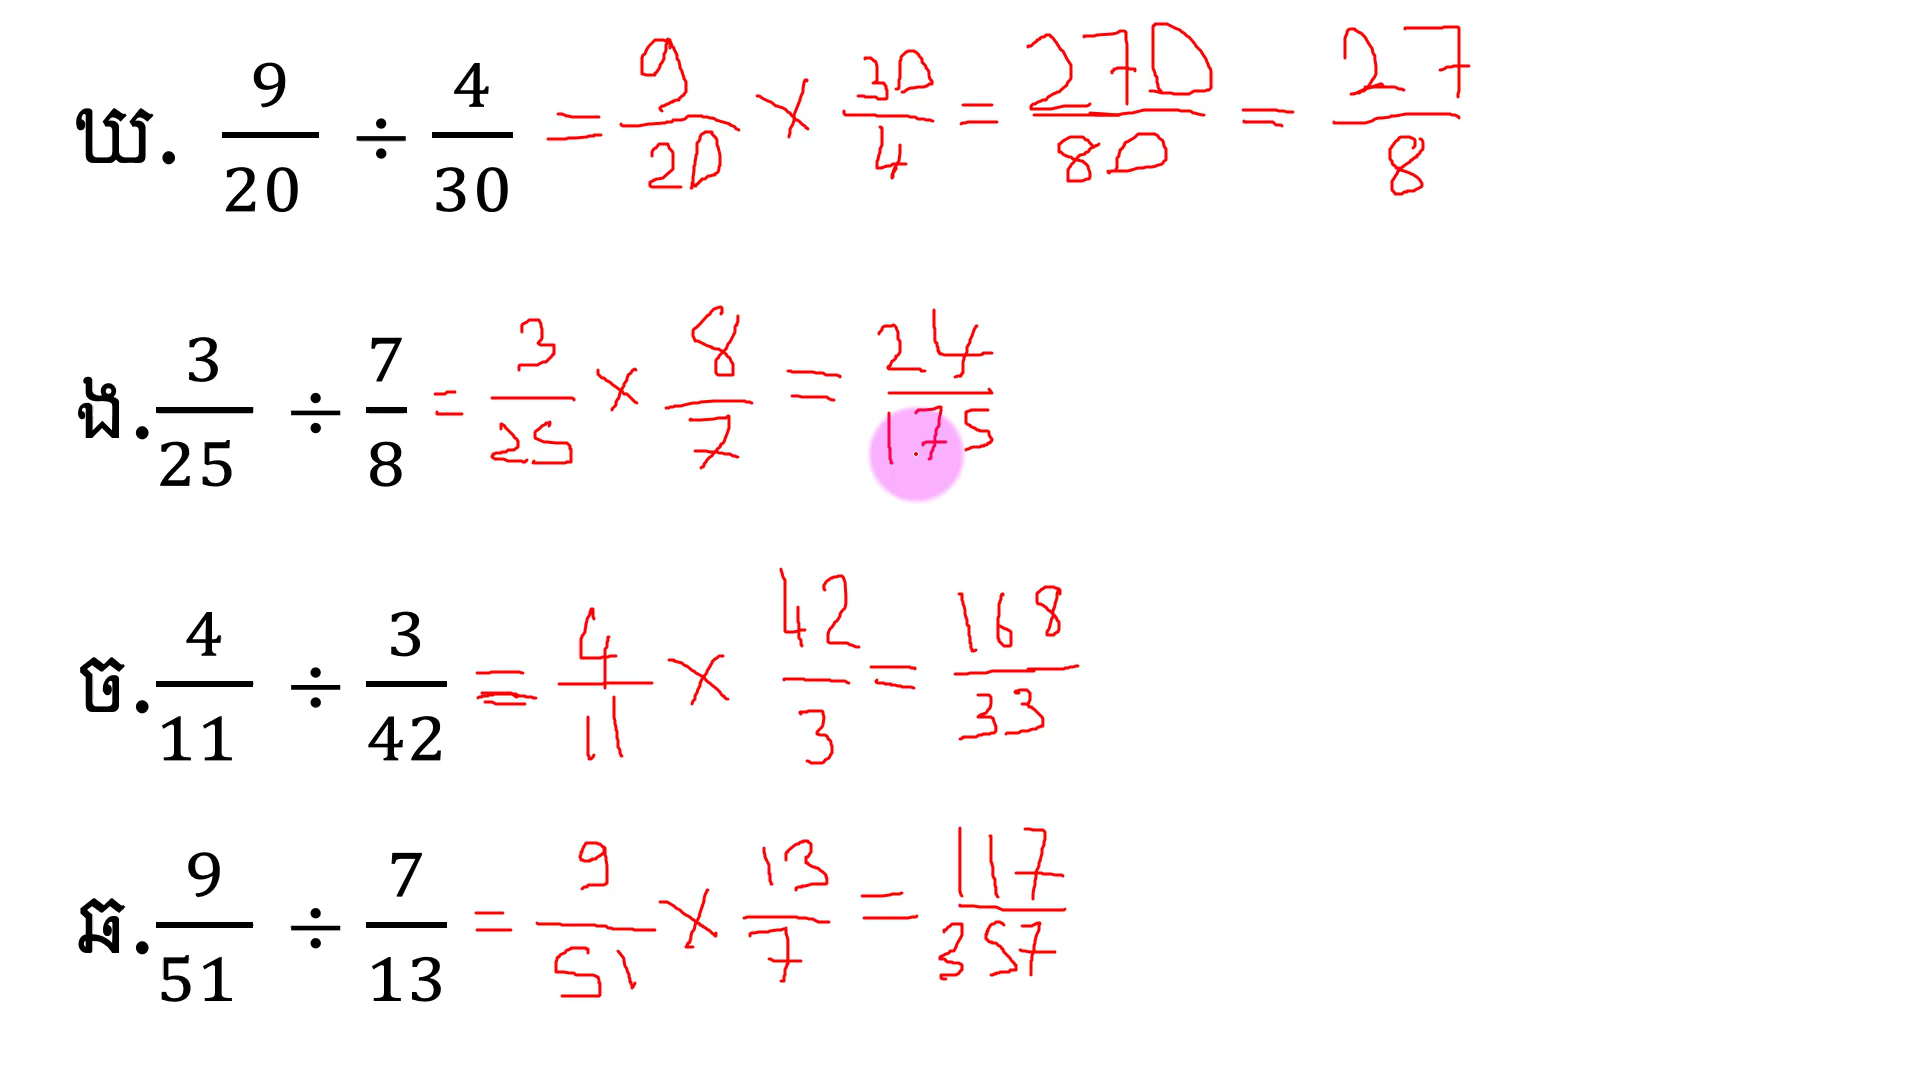 ឃ. 9/20 ÷ 4/30 = 9/20 × 30/4 = 270/80 = 27/8
ង. 3/25 ÷ 7/8 = 3/25 × 8/7 = 24/175
ច. 4/11 ÷ 3/42 = 4/11 × 42/3 = 168/33
ឆ. 9/51 ÷ 7/13 = 9/51 × 13/7 = 117/357